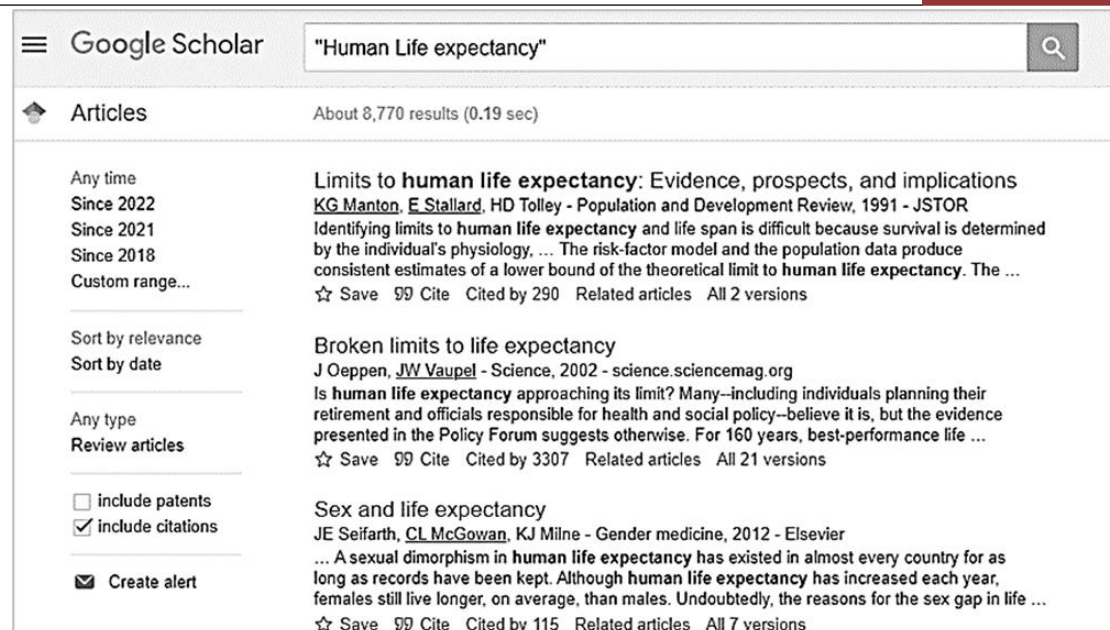 Google Scholar
"Human Life expectancy"
Articles
About 8,770 results (0.19 sec)
Any time
Since 2022
Since 2021
Since 2018
Custom range...
Sort by relevance
Sort by date
Any type
Review articles
include patents
include citations
Create alert
Limits to human life expectancy: Evidence, prospects, and implications
KG Manton, E Stallard, HD Tolley - Population and Development Review, 1991 - JSTOR
Identifying limits to human life expectancy and life span is difficult because survival is determined
by the individual's physiology, ... The risk-factor model and the population data produce
consistent estimates of a lower bound of the theoretical limit to human life expectancy. The ...
Save Cite Cited by 290 Related articles All 2 versions
Broken limits to life expectancy
J Oeppen, JW Vaupel - Science, 2002 - science.sciencemag.org
Is human life expectancy approaching its limit? Many--including individuals planning their
retirement and officials responsible for health and social policy--believe it is, but the evidence
presented in the Policy Forum suggests otherwise. For 160 years, best-performance life ...
Save Cite Cited by 3307 Related articles All 21 versions
Sex and life expectancy
JE Seifarth, CL McGowan, KJ Milne - Gender medicine, 2012 - Elsevier
... A sexual dimorphism in human life expectancy has existed in almost every country for as
long as records have been kept. Although human life expectancy has increased each year,
females still live longer, on average, than males. Undoubtedly, the reasons for the sex gap in life ...
Save Cite Cited by 115 Related articles All 7 versions